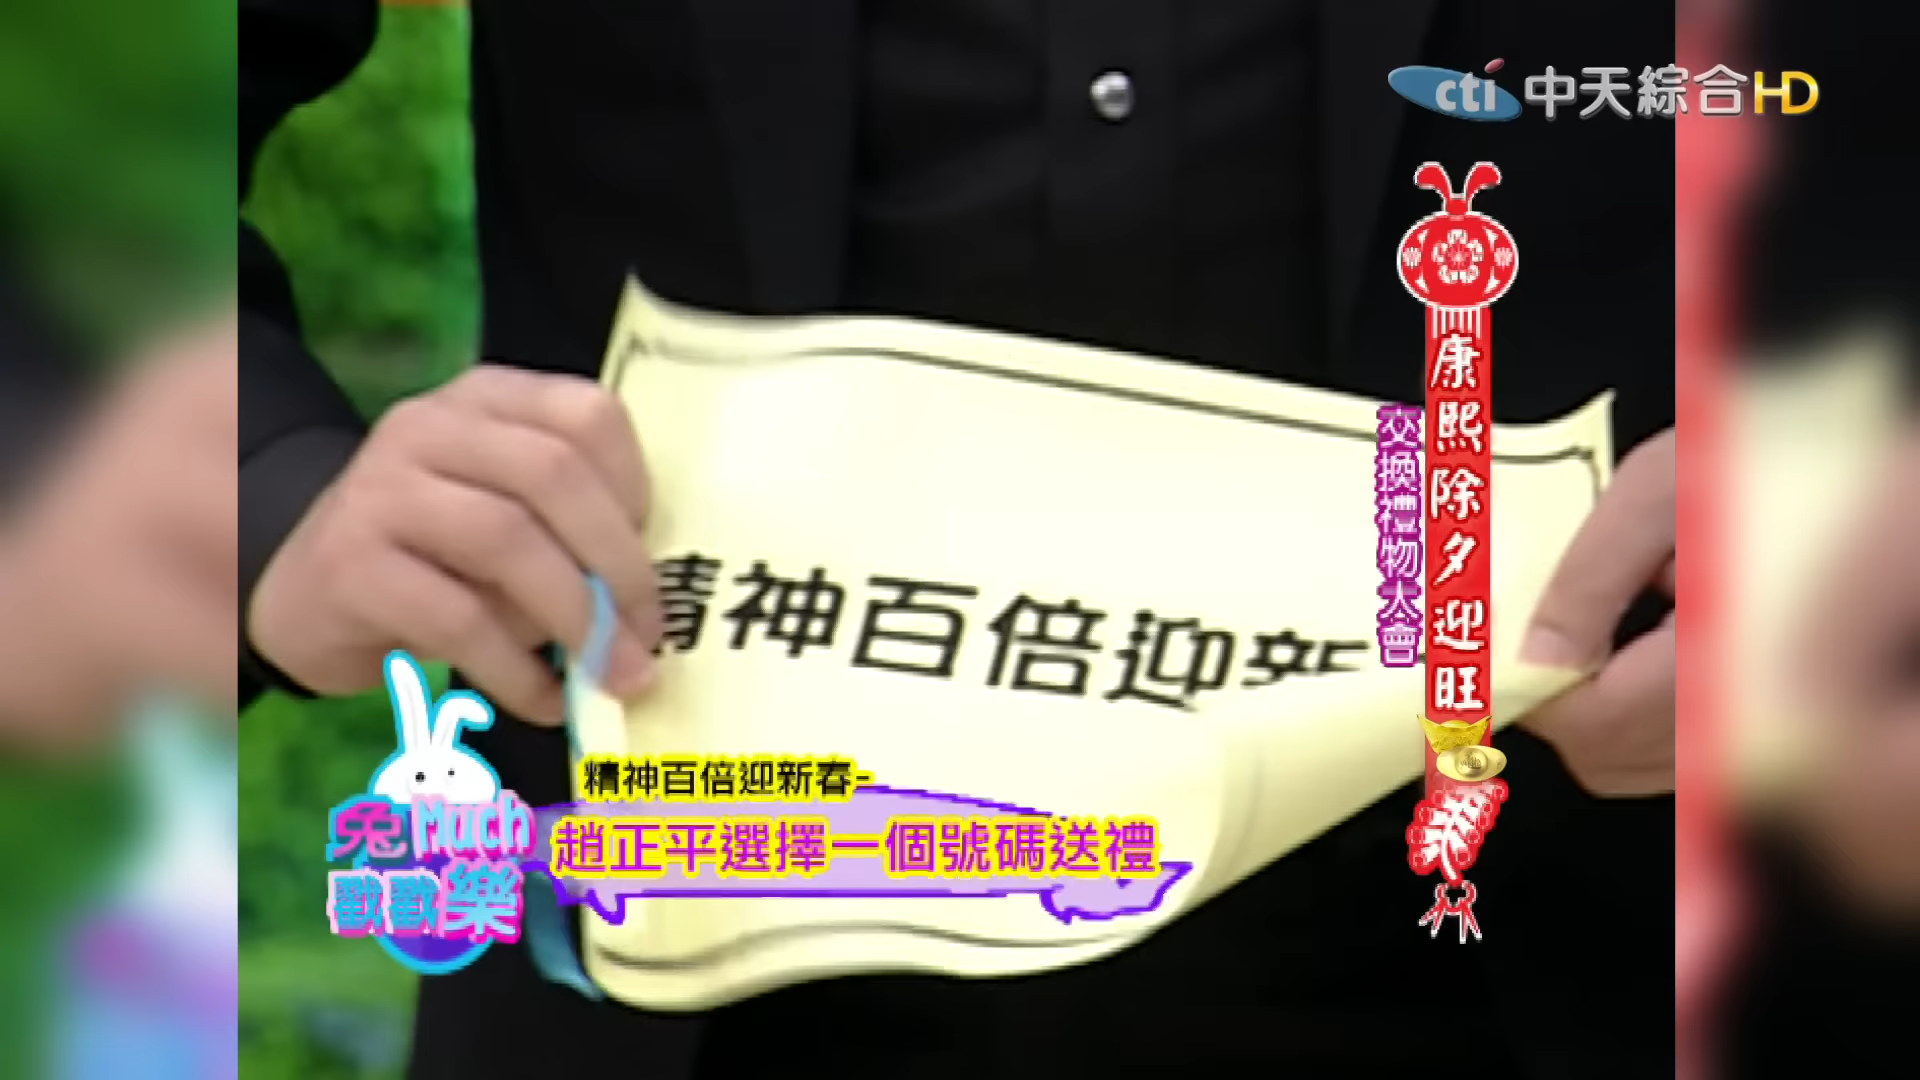 cti 中天綜合HD
康熙除夕迎旺
交換禮物大會
精神百倍迎新
精神百倍迎新春-
趙正平選擇一個號碼送禮
兔Much
戳戳樂